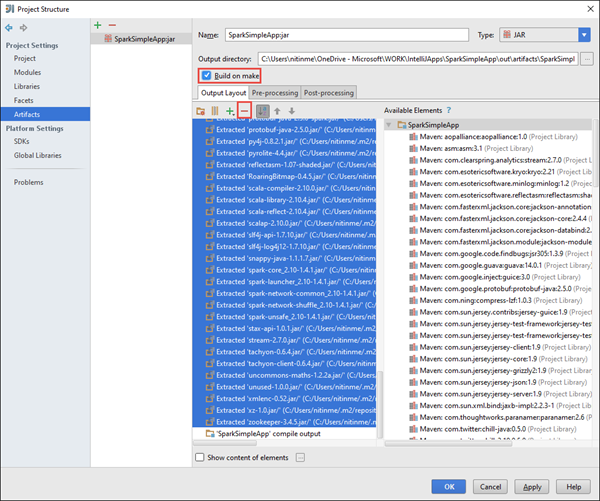 Project Structure
Project Settings
Project
Modules
Libraries
Facets
Artifacts
Platform Settings
SDKs
Global Libraries
Problems
SparkSimpleApp:jar
Name: SparkSimpleApp:jar
Type: JAR
Output directory: C:\Users\nitinme\OneDrive - Microsoft\WORK\IntelliJApps\SparkSimpleApp\out\artifacts\SparkSimpl
Build on make
Output Layout Pre-processing Post-processing
Extracted 'protobuf-java-2.5.0.jar/' (C:/Users/nitinme/
Extracted 'py4j-0.8.2.1.jar/' (C:/Users/nitinme/.m2/re
Extracted 'pyrolite-4.4.jar/' (C:/Users/nitinme/.m2/rep
Extracted 'reflectasm-1.07-shaded.jar/' (C:/Users/niti
Extracted 'RoaringBitmap-0.4.5.jar/' (C:/Users/nitinm
Extracted 'scala-compiler-2.10.0.jar/' (C:/Users/nitinm
Extracted 'scala-library-2.10.4.jar/' (C:/Users/nitinme
Extracted 'scala-reflect-2.10.4.jar/' (C:/Users/nitinme
Extracted 'scalap-2.10.0.jar/' (C:/Users/nitinme/.m2/
Extracted 'slf4j-api-1.7.10.jar/' (C:/Users/nitinme/.m2
Extracted 'slf4j-log4j12-1.7.10.jar/' (C:/Users/nitinme
Extracted 'snappy-java-1.1.1.7.jar/' (C:/Users/nitinme
Extracted 'spark-core_2.10-1.4.1.jar/' (C:/Users/nitinm
Extracted 'spark-launcher_2.10-1.4.1.jar/' (C:/Users/ni
Extracted 'spark-network-common_2.10-1.4.1.jar/' (C
Extracted 'spark-network-shuffle_2.10-1.4.1.jar/' (C:/
Extracted 'spark-unsafe_2.10-1.4.1.jar/' (C:/Users/niti
Extracted 'stax-api-1.0.1.jar/' (C:/Users/nitinme/.m2/
Extracted 'stream-2.7.0.jar/' (C:/Users/nitinme/.m2/re
Extracted 'tachyon-0.6.4.jar/' (C:/Users/nitinme/.m2/
Extracted 'tachyon-client-0.6.4.jar/' (C:/Users/nitinme
Extracted 'uncommons-maths-1.2.2a.jar/' (C:/Users/n
Extracted 'unused-1.0.0.jar/' (C:/Users/nitinme/.m2/r
Extracted 'xmlenc-0.52.jar/' (C:/Users/nitinme/.m2/re
Extracted 'xz-1.0.jar/' (C:/Users/nitinme/.m2/reposit
Extracted 'zookeeper-3.4.5.jar/' (C:/Users/nitinme/.m
'SparkSimpleApp' compile output
Available Elements ?
SparkSimpleApp
Maven: aopalliance:aopalliance:1.0 (Project Library)
Maven: asm:asm:3.1 (Project Library)
Maven: com.clearspring.analytics:stream:2.7.0 (Project
Maven: com.esotericsoftware.kryo:kryo:2.21 (Project Lib
Maven: com.esotericsoftware.minlog:minlog:1.2 (Project
Maven: com.esotericsoftware.reflectasm:reflectasm:shade
Maven: com.fasterxml.jackson.core:jackson-annotation
Maven: com.fasterxml.jackson.core:jackson-core:2.4.4 (
Maven: com.fasterxml.jackson.core:jackson-databind:2.
Maven: com.fasterxml.jackson.module:jackson-module
Maven: com.google.code.findbugs:jsr305:1.3.9 (Project
Maven: com.google.guava:guava:14.0.1 (Project Library)
Maven: com.google.inject:guice:3.0 (Project Library)
Maven: com.google.protobuf:protobuf-java:2.5.0 (Project
Maven: com.ning:compress-lzf:1.0.3 (Project Library)
Maven: com.sun.jersey.contribs:jersey-guice:1.9 (Project
Maven: com.sun.jersey.jersey-test-framework:jersey-test
Maven: com.sun.jersey.jersey-test-framework:jersey-test
Maven: com.sun.jersey:jersey-client:1.9 (Project Library)
Maven: com.sun.jersey:jersey-core:1.9 (Project Library)
Maven: com.sun.jersey:jersey-grizzly2:1.9 (Project Library)
Maven: com.sun.jersey:jersey-json:1.9 (Project Library)
Maven: com.sun.jersey:jersey-server:1.9 (Project Library)
Maven: com.sun.xml.bind:jaxb-impl:2.2.3-1 (Project Library)
Maven: com.thoughtworks.paranamer:paranamer:2.6 (P
Maven: com.twitter:chill-java:0.5.0 (Project Library)
Show content of elements ...
OK Cancel Apply Help